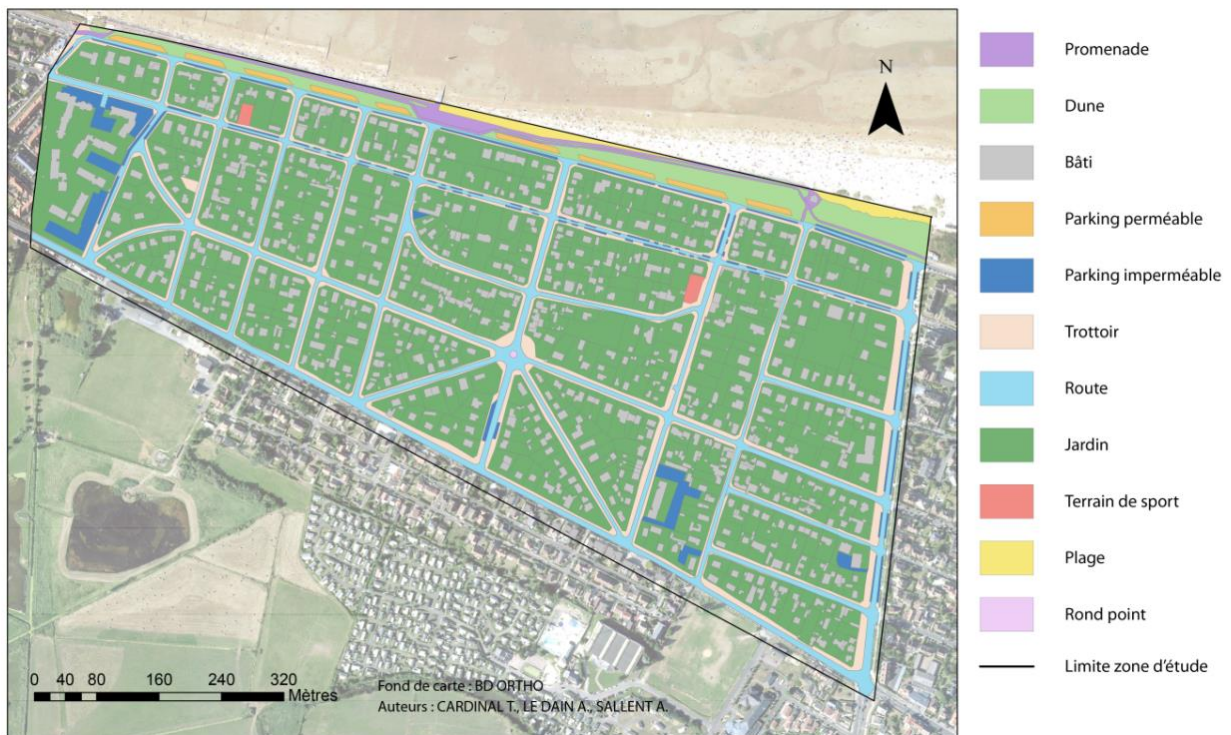 N
Promenade
Dune
Bâti
Parking perméable
Parking imperméable
Trottoir
Route
Jardin
Terrain de sport
Plage
Rond point
Limite zone d'étude
0 40 80 160 240 320
Mètres
Fond de carte : BD ORTHO
Auteurs : CARDINAL T., LE DAIN A., SALLENT A.